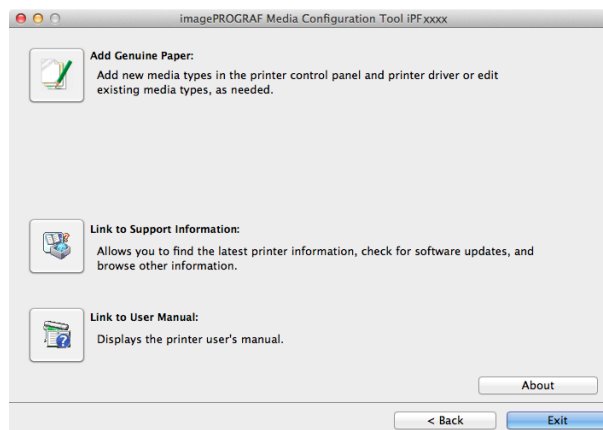 imagePROGRAF Media Configuration Tool iPFxxxx
Add Genuine Paper:
Add new media types in the printer control panel and printer driver or edit
existing media types, as needed.
Link to Support Information:
Allows you to find the latest printer information, check for software updates, and
browse other information.
Link to User Manual:
Displays the printer user's manual.
About
< Back
Exit